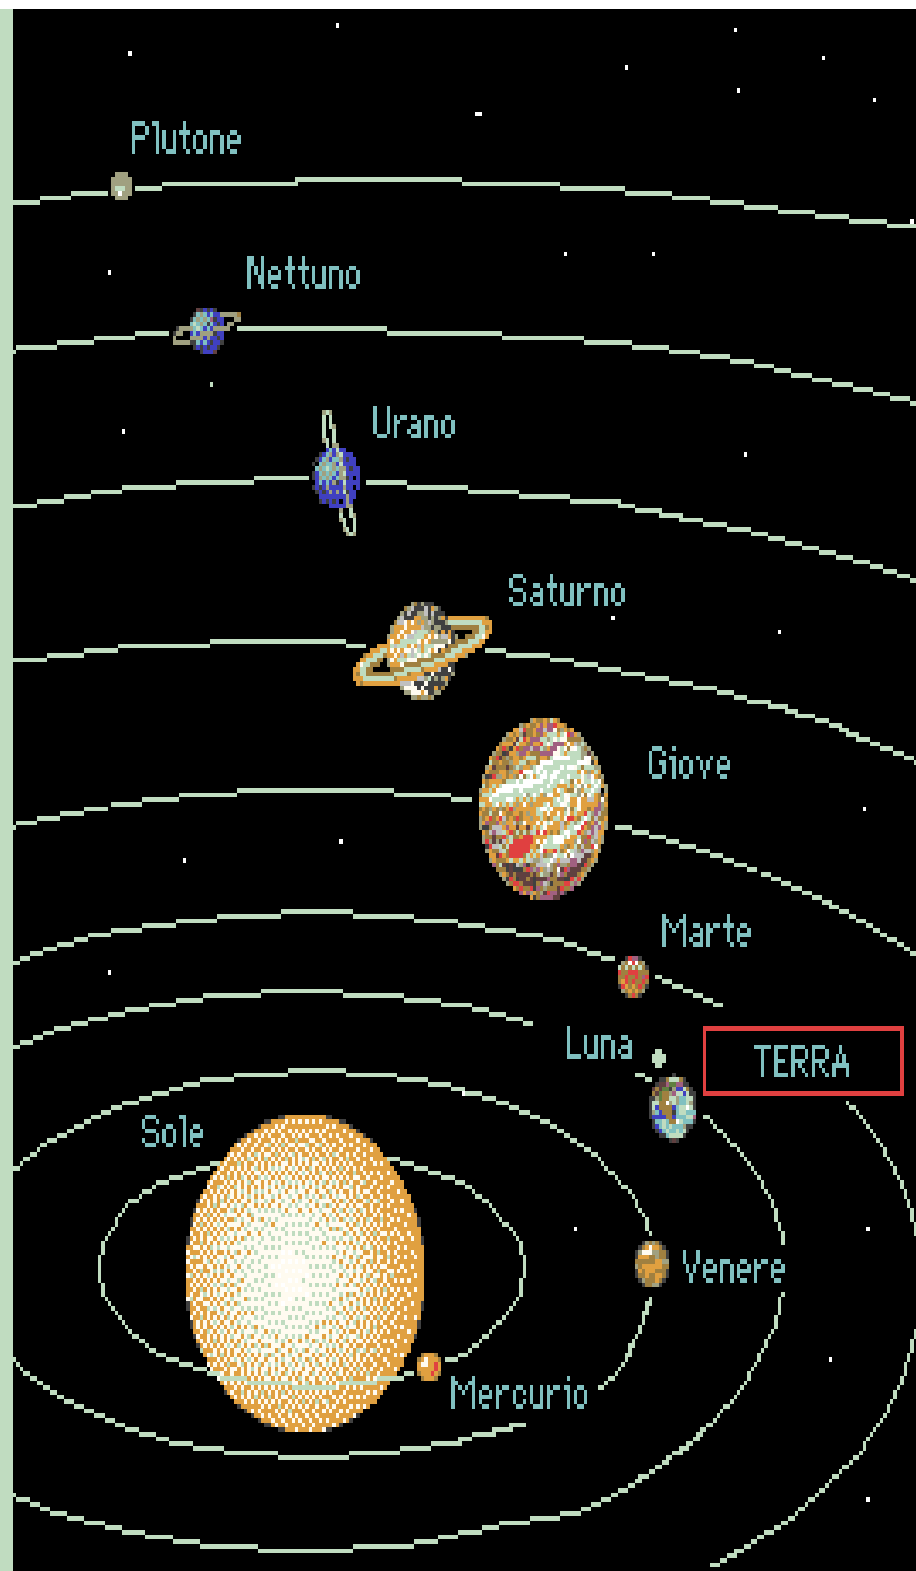 Plutone
Nettuno
Urano
Saturno
Giove
Marte
Luna
TERRA
Sole
Venere
Mercurio